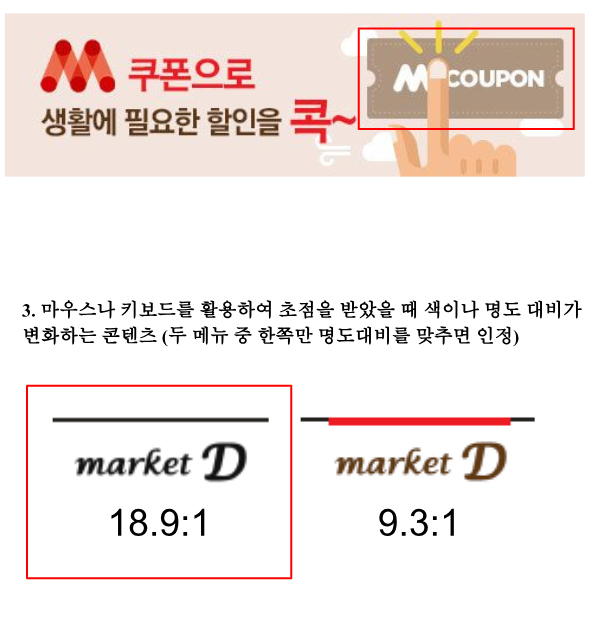 M 쿠폰으로
생활에 필요한 할인을 콕~
M COUPON
3. 마우스나 키보드를 활용하여 초점을 받았을 때 색이나 명도 대비가
변화하는 콘텐츠 (두 메뉴 중 한쪽만 명도대비를 맞추면 인정)
market D
market D
18.9:1
9.3:1